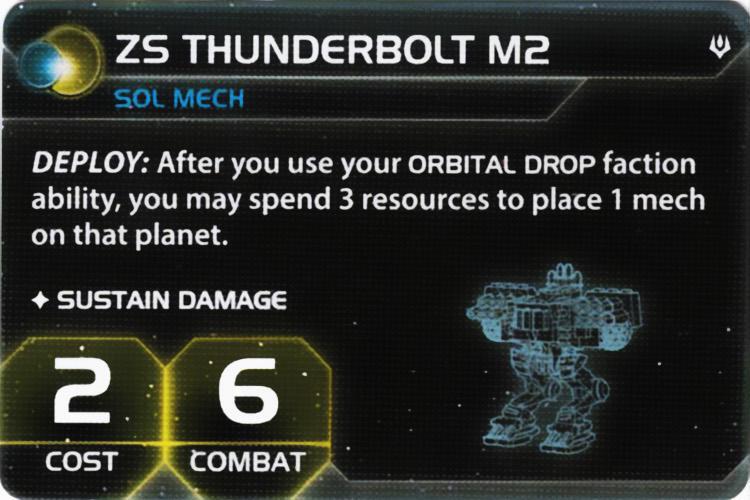 ZS THUNDERBOLT M2
SOL MECH
DEPLOY: After you use your ORBITAL DROP faction
ability, you may spend 3 resources to place 1 mech
on that planet.
✦ SUSTAIN DAMAGE
2
COST
6
COMBAT